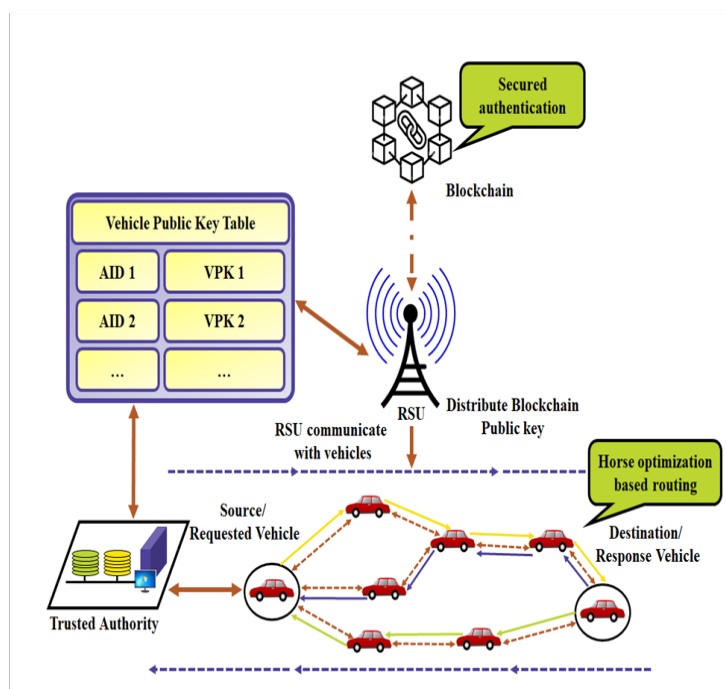 Secured
authentication
Blockchain
Vehicle Public Key Table
AID 1
VPK 1
AID 2
VPK 2
...
...
RSU
Distribute Blockchain
Public key
RSU communicate
with vehicles
Horse optimization
based routing
Source/
Requested Vehicle
Destination/
Response Vehicle
Trusted Authority